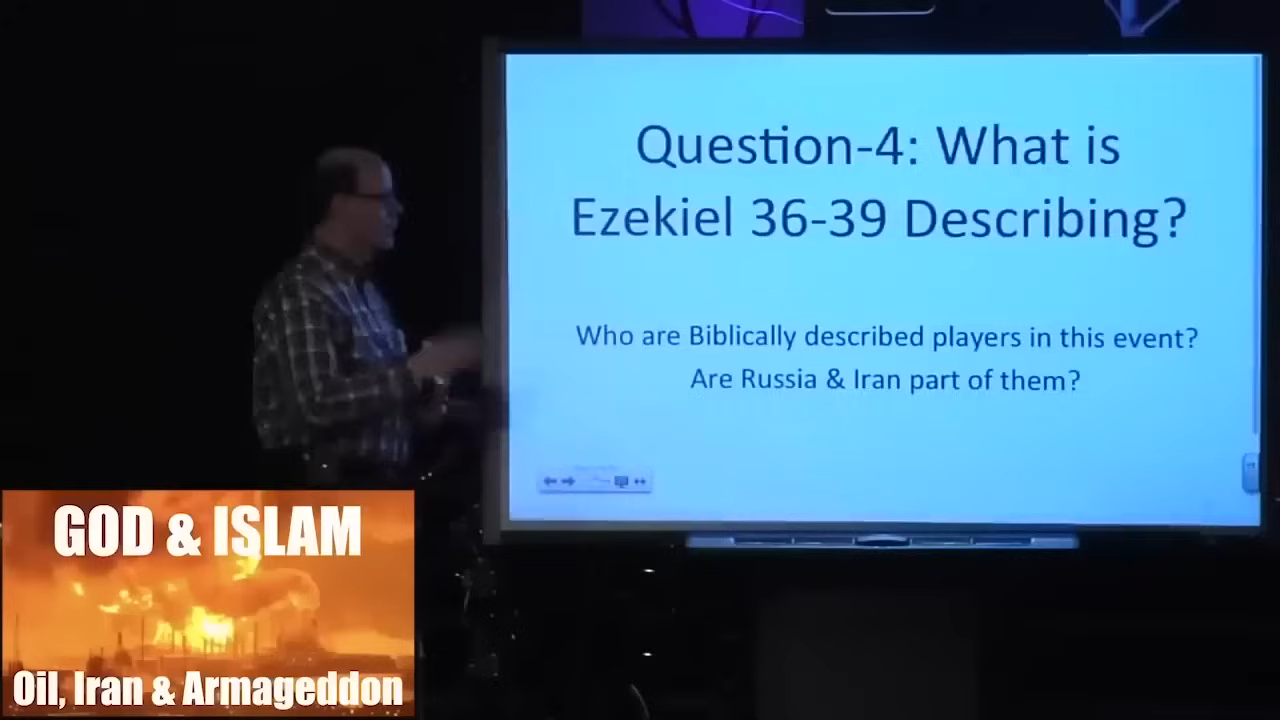 Question-4: What is
Ezekiel 36-39 Describing?
Who are Biblically described players in this event?
Are Russia & Iran part of them?
GOD & ISLAM
Oil, Iran & Armageddon